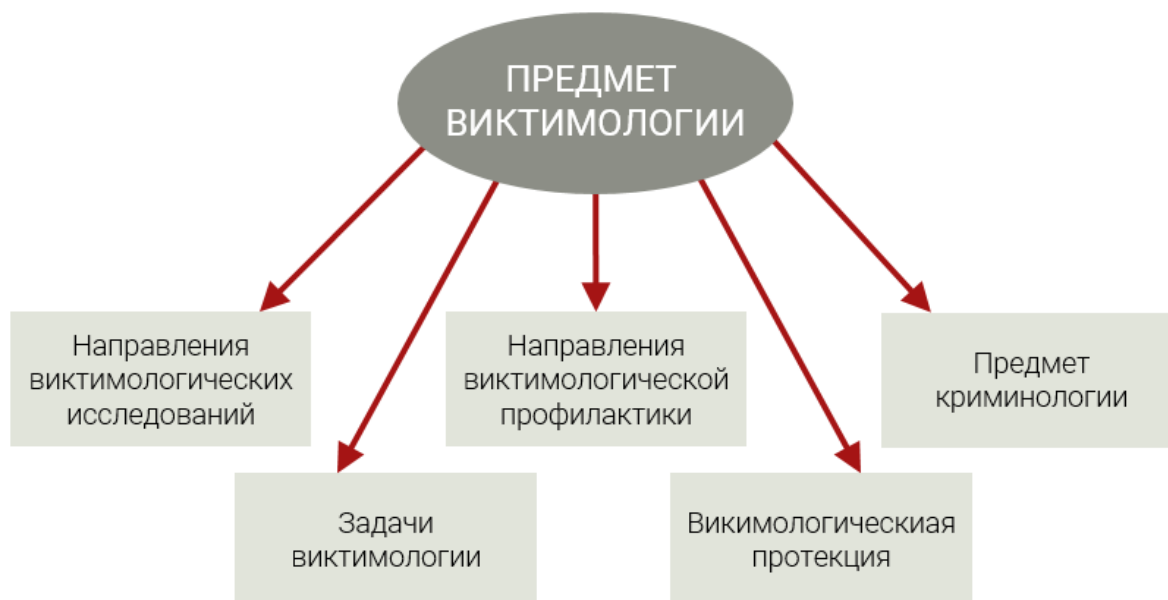 ПРЕДМЕТ
ВИКТИМОЛОГИИ
Направления
виктимологических
исследований
Направления
виктимологической
профилактики
Предмет
криминологии
Задачи
виктимологии
Викимологическиая
протекция